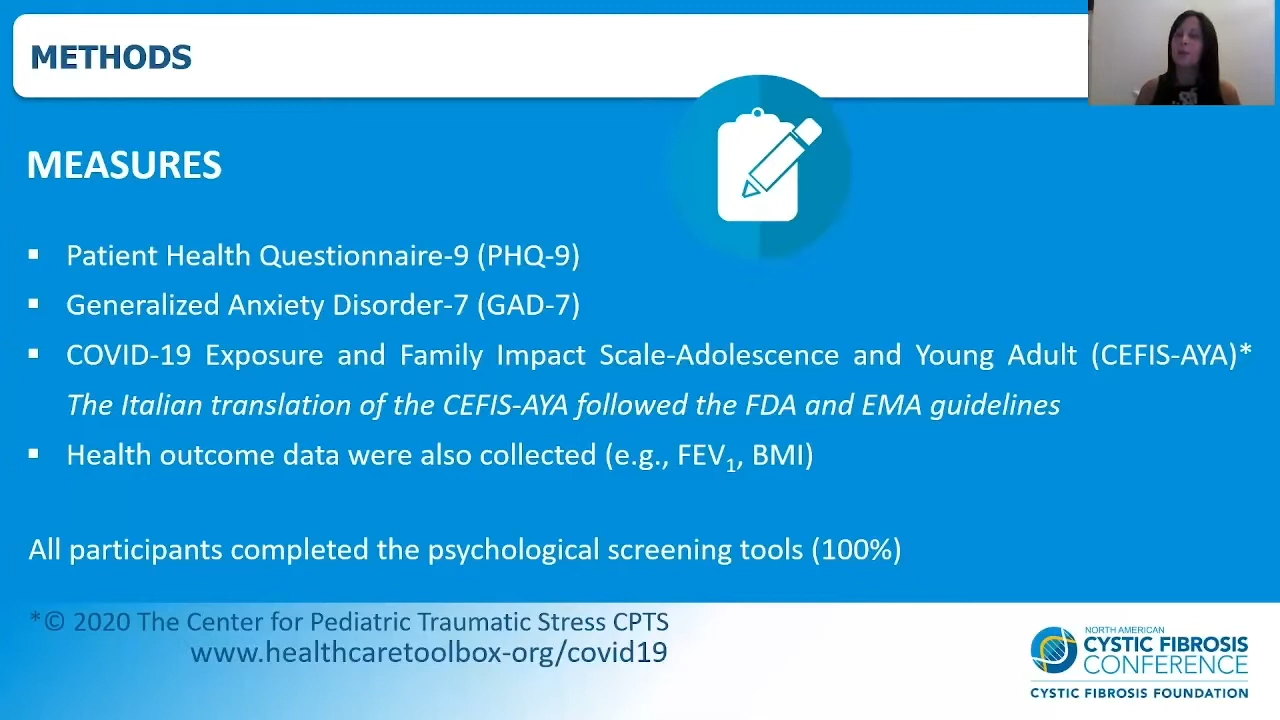 METHODS
MEASURES
▪ Patient Health Questionnaire-9 (PHQ-9)
▪ Generalized Anxiety Disorder-7 (GAD-7)
▪ COVID-19 Exposure and Family Impact Scale-Adolescence and Young Adult (CEFIS-AYA)*
The Italian translation of the CEFIS-AYA followed the FDA and EMA guidelines
▪ Health outcome data were also collected (e.g., FEV₁, BMI)
All participants completed the psychological screening tools (100%)
*© 2020 The Center for Pediatric Traumatic Stress CPTS
www.healthcaretoolbox-org/covid19
NORTH AMERICAN
CYSTIC FIBROSIS
CONFERENCE
CYSTIC FIBROSIS FOUNDATION